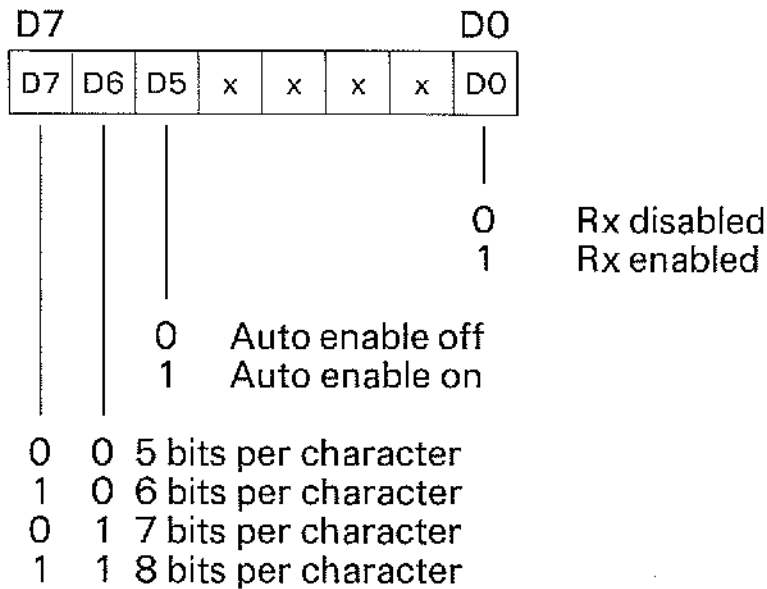 D7 D0
D7 D6 D5 x x x x D0
0 Rx disabled
1 Rx enabled
0 Auto enable off
1 Auto enable on
0 0 5 bits per character
1 0 6 bits per character
0 1 7 bits per character
1 1 8 bits per character